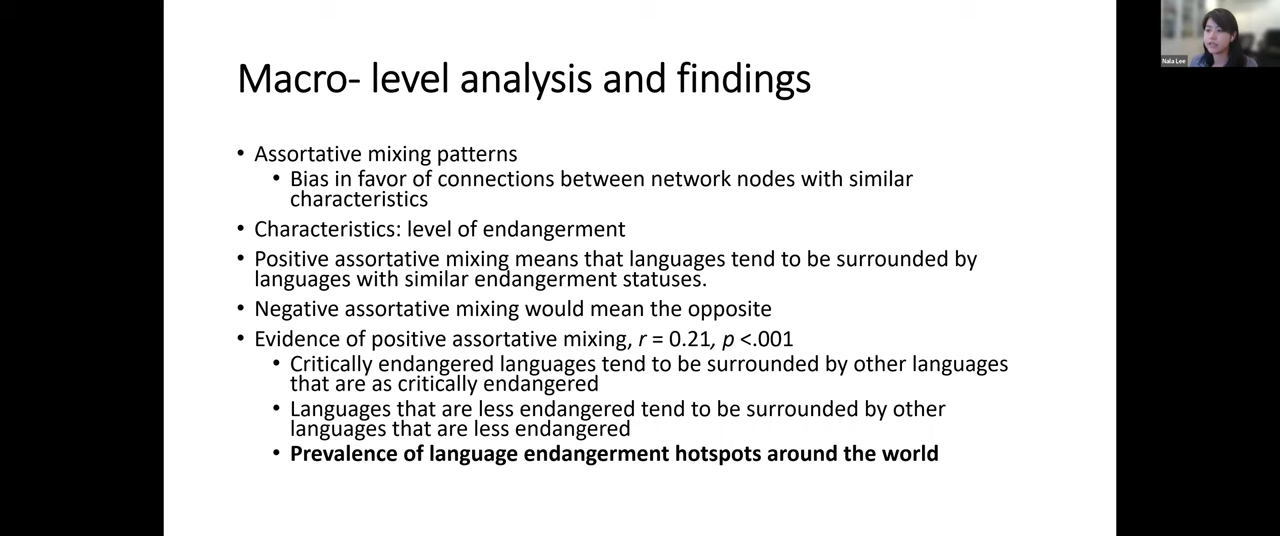 Macro- level analysis and findings
• Assortative mixing patterns
• Bias in favor of connections between network nodes with similar
characteristics
• Characteristics: level of endangerment
• Positive assortative mixing means that languages tend to be surrounded by
languages with similar endangerment statuses.
• Negative assortative mixing would mean the opposite
• Evidence of positive assortative mixing, r = 0.21, p <.001
• Critically endangered languages tend to be surrounded by other languages
that are as critically endangered
• Languages that are less endangered tend to be surrounded by other
languages that are less endangered
• Prevalence of language endangerment hotspots around the world
Nala Lee